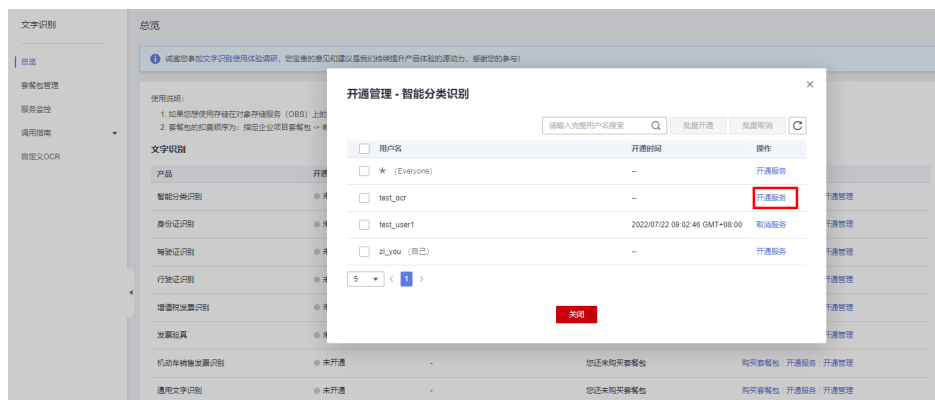 文字识别
总览
总览
诚邀您参加文字识别使用体验调研，您宝贵的意见和建议是我们持续提升产品体验的源动力，感谢您的参与！
套餐包管理
服务监控
调用指南
自定义OCR
使用说明：
1. 如果您想使用存储在对象存储服务（OBS）上的
2. 套餐包的扣费顺序为：指定企业项目套餐包 ->
文字识别
产品
智能分类识别
开通管理
身份证识别
开通管理
驾驶证识别
开通管理
行驶证识别
开通管理
增值税发票识别
开通管理
发票验真
开通管理
机动车销售发票识别 未开通 - 您还未购买套餐包 购买套餐包 开通服务 开通管理
通用文字识别 未开通 - 您还未购买套餐包 购买套餐包 开通服务 开通管理
开通管理 - 智能分类识别
请输入完整用户名搜索 批量开通 批量取消
用户名 开通时间 操作
* (Everyone) -- 开通服务
test_ocr -- 开通服务
test_user1 2022/07/22 09:02:46 GMT+08:00 取消服务
zi_you （自己） -- 开通服务
5 < 1 >
关闭